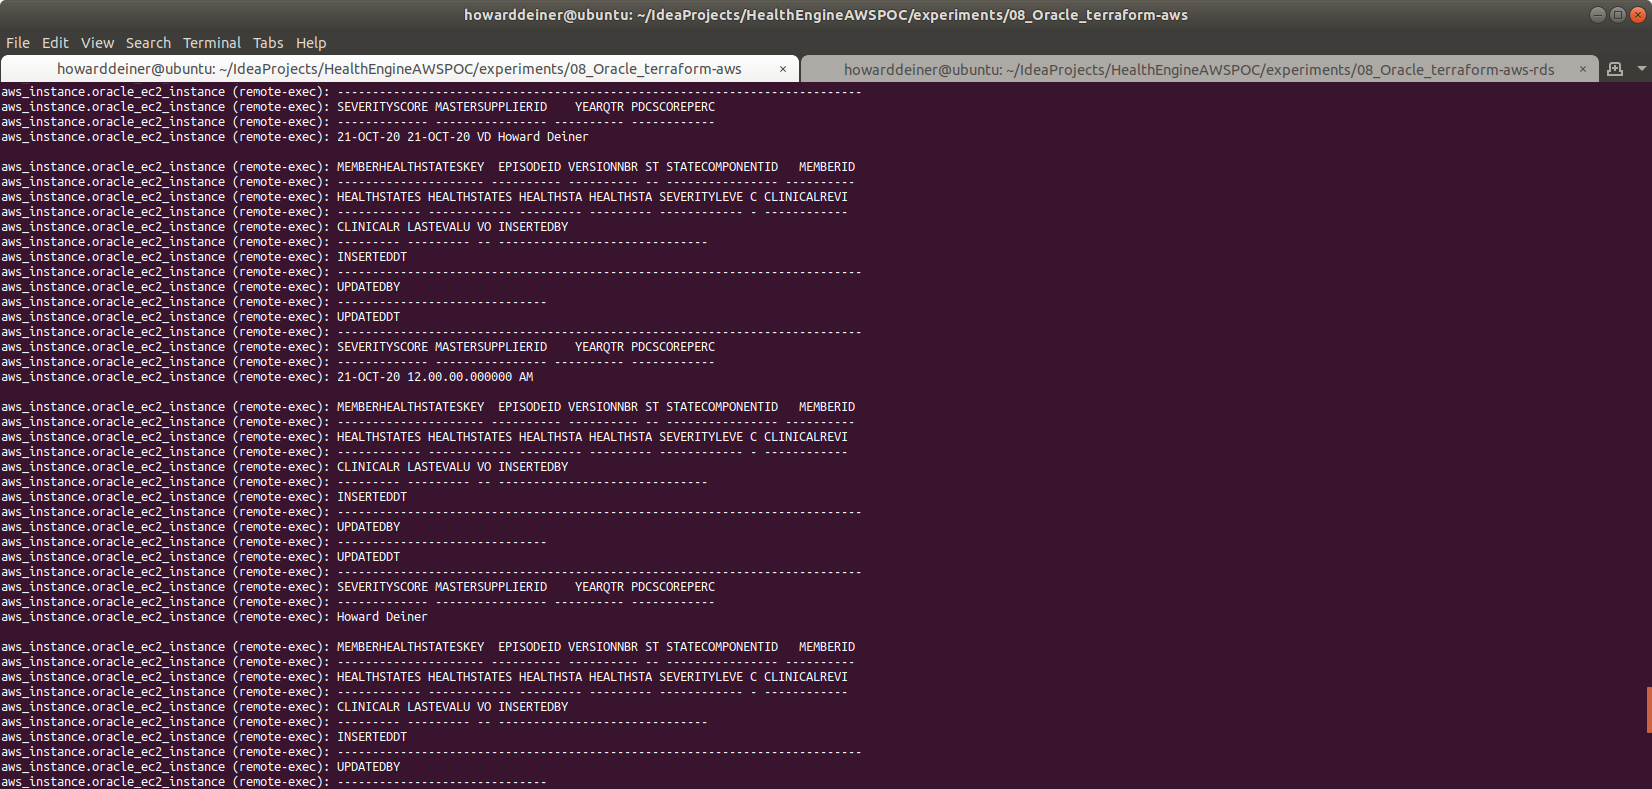 howarddeiner@ubuntu: ~/IdeaProjects/HealthEngineAWSPOC/experiments/08_Oracle_terraform-aws
File Edit View Search Terminal Tabs Help
howarddeiner@ubuntu: ~/IdeaProjects/HealthEngineAWSPOC/experiments/08_Oracle_terraform-aws × howarddeiner@ubuntu: ~/IdeaProjects/HealthEngineAWSPOC/experiments/08_Oracle_terraform-aws-rds ×
aws_instance.oracle_ec2_instance (remote-exec): ---------------------------------------------------------------------------
aws_instance.oracle_ec2_instance (remote-exec): SEVERITYSCORE MASTERSUPPLIERID    YEARQTR PDCSCOREPERC
aws_instance.oracle_ec2_instance (remote-exec): ------------- ---------------- ---------- ------------
aws_instance.oracle_ec2_instance (remote-exec): 21-OCT-20 21-OCT-20 VD Howard Deiner
aws_instance.oracle_ec2_instance (remote-exec): MEMBERHEALTHSTATESKEY  EPISODEID VERSIONNBR ST STATECOMPONENTID   MEMBERID
aws_instance.oracle_ec2_instance (remote-exec): --------------------- ---------- ---------- -- ---------------- ----------
aws_instance.oracle_ec2_instance (remote-exec): HEALTHSTATES HEALTHSTATES HEALTHSTA HEALTHSTA SEVERITYLEVE C CLINICALREVI
aws_instance.oracle_ec2_instance (remote-exec): ------------ ------------ --------- --------- ------------ - ------------
aws_instance.oracle_ec2_instance (remote-exec): CLINICALR LASTEVALU VO INSERTEDBY
aws_instance.oracle_ec2_instance (remote-exec): --------- --------- -- ------------------------------
aws_instance.oracle_ec2_instance (remote-exec): INSERTEDDT
aws_instance.oracle_ec2_instance (remote-exec): ---------------------------------------------------------------------------
aws_instance.oracle_ec2_instance (remote-exec): UPDATEDBY
aws_instance.oracle_ec2_instance (remote-exec): ------------------------------
aws_instance.oracle_ec2_instance (remote-exec): UPDATEDDT
aws_instance.oracle_ec2_instance (remote-exec): ---------------------------------------------------------------------------
aws_instance.oracle_ec2_instance (remote-exec): SEVERITYSCORE MASTERSUPPLIERID    YEARQTR PDCSCOREPERC
aws_instance.oracle_ec2_instance (remote-exec): ------------- ---------------- ---------- ------------
aws_instance.oracle_ec2_instance (remote-exec): 21-OCT-20 12.00.00.000000 AM
aws_instance.oracle_ec2_instance (remote-exec): MEMBERHEALTHSTATESKEY  EPISODEID VERSIONNBR ST STATECOMPONENTID   MEMBERID
aws_instance.oracle_ec2_instance (remote-exec): --------------------- ---------- ---------- -- ---------------- ----------
aws_instance.oracle_ec2_instance (remote-exec): HEALTHSTATES HEALTHSTATES HEALTHSTA HEALTHSTA SEVERITYLEVE C CLINICALREVI
aws_instance.oracle_ec2_instance (remote-exec): ------------ ------------ --------- --------- ------------ - ------------
aws_instance.oracle_ec2_instance (remote-exec): CLINICALR LASTEVALU VO INSERTEDBY
aws_instance.oracle_ec2_instance (remote-exec): --------- --------- -- ------------------------------
aws_instance.oracle_ec2_instance (remote-exec): INSERTEDDT
aws_instance.oracle_ec2_instance (remote-exec): ---------------------------------------------------------------------------
aws_instance.oracle_ec2_instance (remote-exec): UPDATEDBY
aws_instance.oracle_ec2_instance (remote-exec): ------------------------------
aws_instance.oracle_ec2_instance (remote-exec): UPDATEDDT
aws_instance.oracle_ec2_instance (remote-exec): ---------------------------------------------------------------------------
aws_instance.oracle_ec2_instance (remote-exec): SEVERITYSCORE MASTERSUPPLIERID    YEARQTR PDCSCOREPERC
aws_instance.oracle_ec2_instance (remote-exec): ------------- ---------------- ---------- ------------
aws_instance.oracle_ec2_instance (remote-exec): Howard Deiner
aws_instance.oracle_ec2_instance (remote-exec): MEMBERHEALTHSTATESKEY  EPISODEID VERSIONNBR ST STATECOMPONENTID   MEMBERID
aws_instance.oracle_ec2_instance (remote-exec): --------------------- ---------- ---------- -- ---------------- ----------
aws_instance.oracle_ec2_instance (remote-exec): HEALTHSTATES HEALTHSTATES HEALTHSTA HEALTHSTA SEVERITYLEVE C CLINICALREVI
aws_instance.oracle_ec2_instance (remote-exec): ------------ ------------ --------- --------- ------------ - ------------
aws_instance.oracle_ec2_instance (remote-exec): CLINICALR LASTEVALU VO INSERTEDBY
aws_instance.oracle_ec2_instance (remote-exec): --------- --------- -- ------------------------------
aws_instance.oracle_ec2_instance (remote-exec): INSERTEDDT
aws_instance.oracle_ec2_instance (remote-exec): ---------------------------------------------------------------------------
aws_instance.oracle_ec2_instance (remote-exec): UPDATEDBY
aws_instance.oracle_ec2_instance (remote-exec): ------------------------------